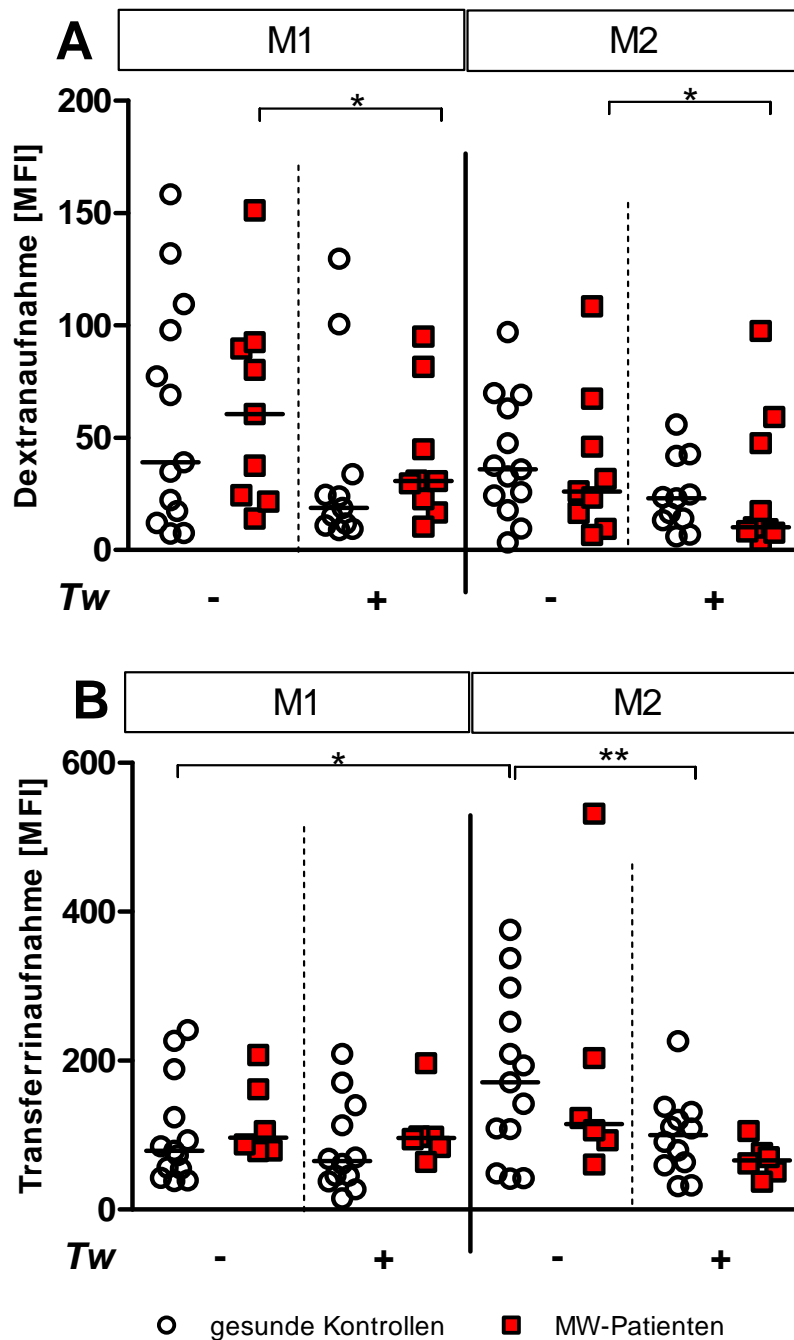 A
M1 M2
* *
200
150
100
50
0
Dextranaufnahme [MFI]
Tw - + - +
B
M1 M2
* **
600
400
200
0
Transferrinaufnahme [MFI]
Tw - + - +
gesunde Kontrollen MW-Patienten